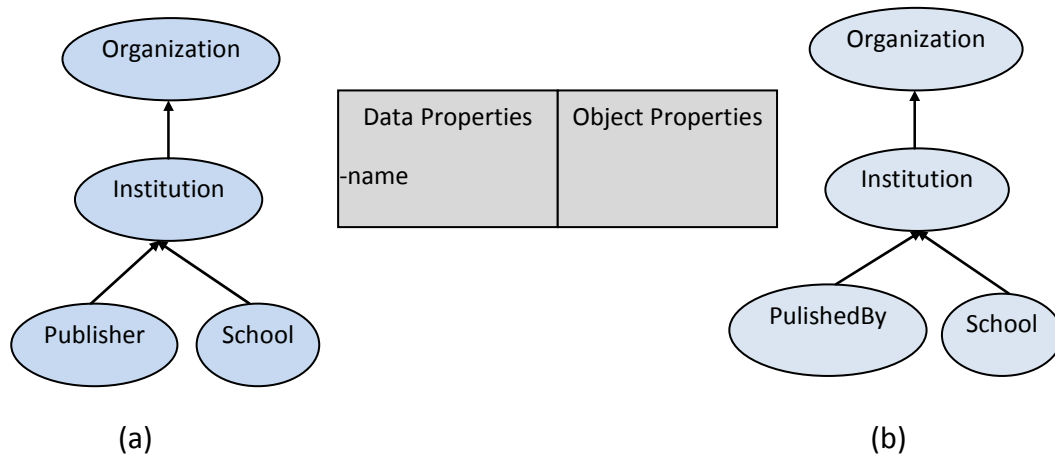 Organization
Institution
Publisher
School
(a)
Data Properties
-name
Object Properties
Organization
Institution
PulishedBy
School
(b)